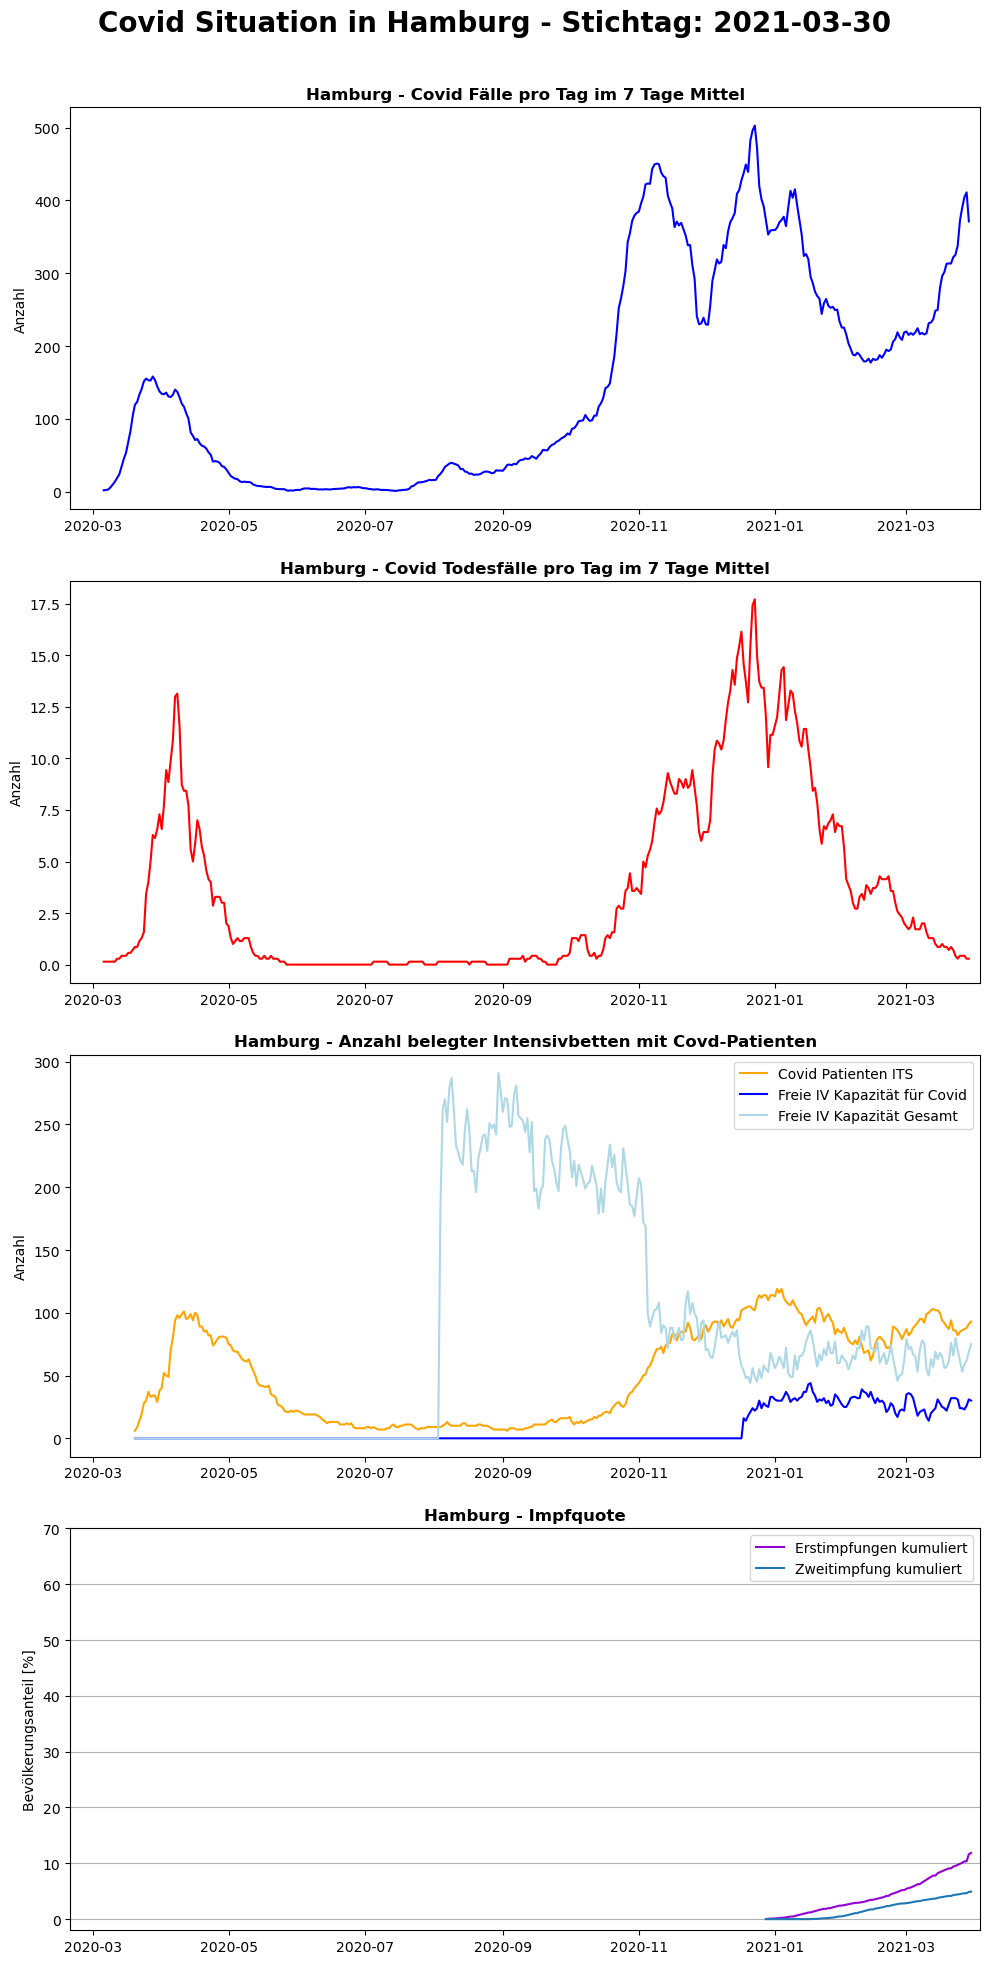 Covid Situation in Hamburg - Stichtag: 2021-03-30
Hamburg - Covid Fälle pro Tag im 7 Tage Mittel
Anzahl
500
400
300
200
100
0
2020-03 2020-05 2020-07 2020-09 2020-11 2021-01 2021-03
Hamburg - Covid Todesfälle pro Tag im 7 Tage Mittel
Anzahl
17.5
15.0
12.5
10.0
7.5
5.0
2.5
0.0
2020-03 2020-05 2020-07 2020-09 2020-11 2021-01 2021-03
Hamburg - Anzahl belegter Intensivbetten mit Covd-Patienten
Anzahl
300
250
200
150
100
50
0
Covid Patienten ITS
Freie IV Kapazität für Covid
Freie IV Kapazität Gesamt
2020-03 2020-05 2020-07 2020-09 2020-11 2021-01 2021-03
Hamburg - Impfquote
Bevölkerungsanteil [%]
70
60
50
40
30
20
10
0
Erstimpfungen kumuliert
Zweitimpfung kumuliert
2020-03 2020-05 2020-07 2020-09 2020-11 2021-01 2021-03